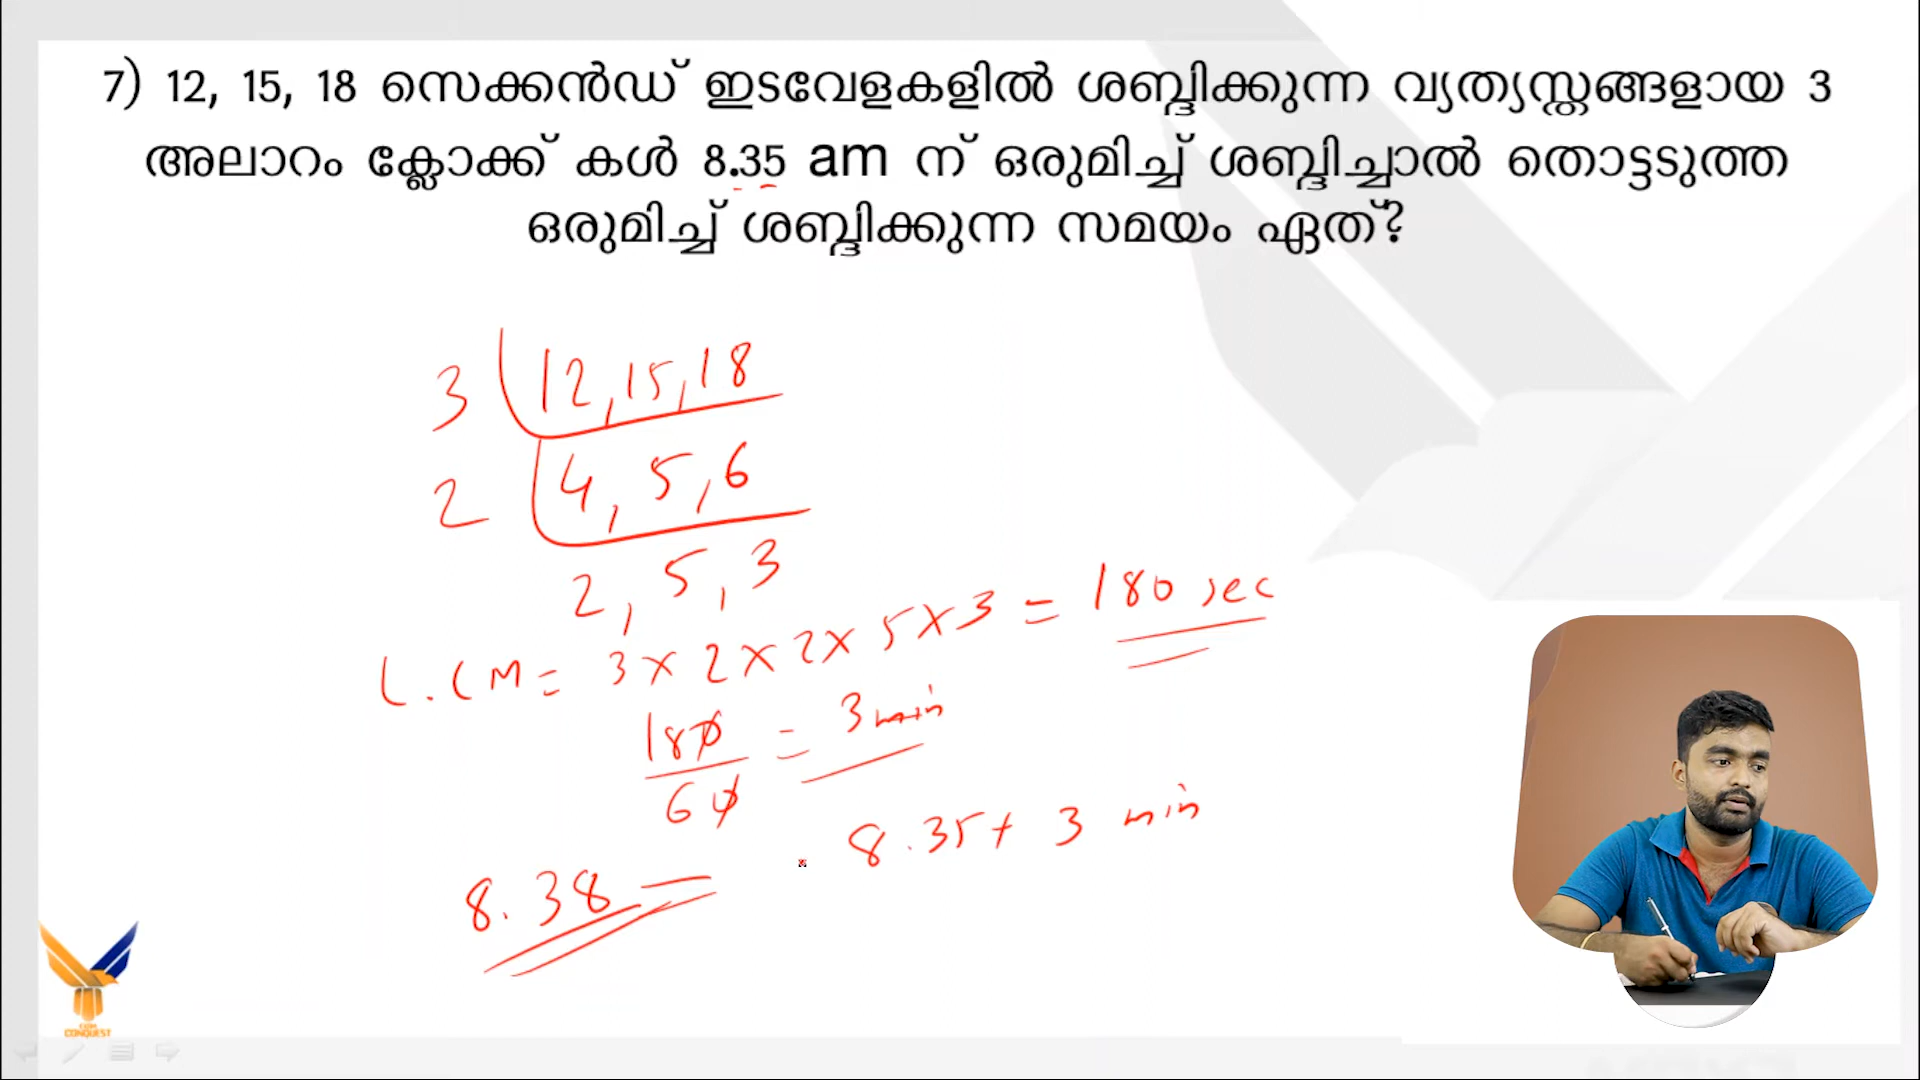 7) 12, 15, 18 സെക്കൻഡ് ഇടവേളകളിൽ ശബ്ദിക്കുന്ന വ്യത്യസ്തങ്ങളായ 3
അലാറം ക്ലോക്ക് കൾ 8.35 am ന് ഒരുമിച്ച് ശബ്ദിച്ചാൽ തൊട്ടടുത്ത
ഒരുമിച്ച് ശബ്ദിക്കുന്ന സമയം ഏത്?
3 12, 15, 18
2 4, 5, 6
2, 5, 3
L.CM = 3 x 2 x 2 x 5 x 3 = 180 sec
180/60 = 3 min
8.35 + 3 min
8.38 =
CONQUEST